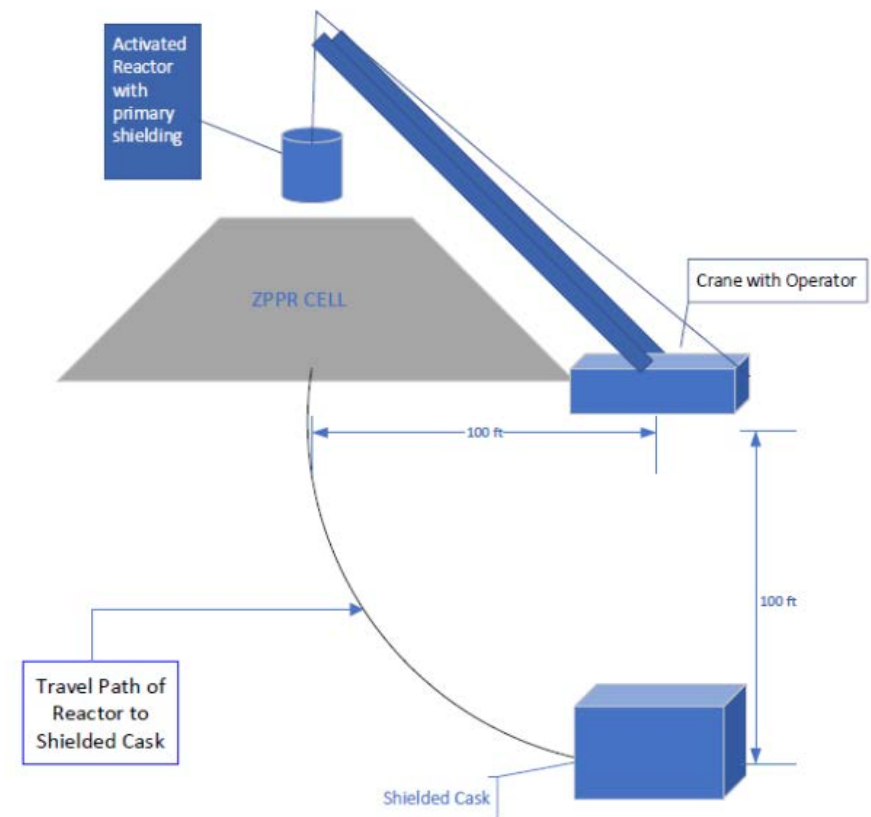 Activated
Reactor
with
primary
shielding
ZPPR CELL
Crane with Operator
100 ft
100 ft
Travel Path of
Reactor to
Shielded Cask
Shielded Cask